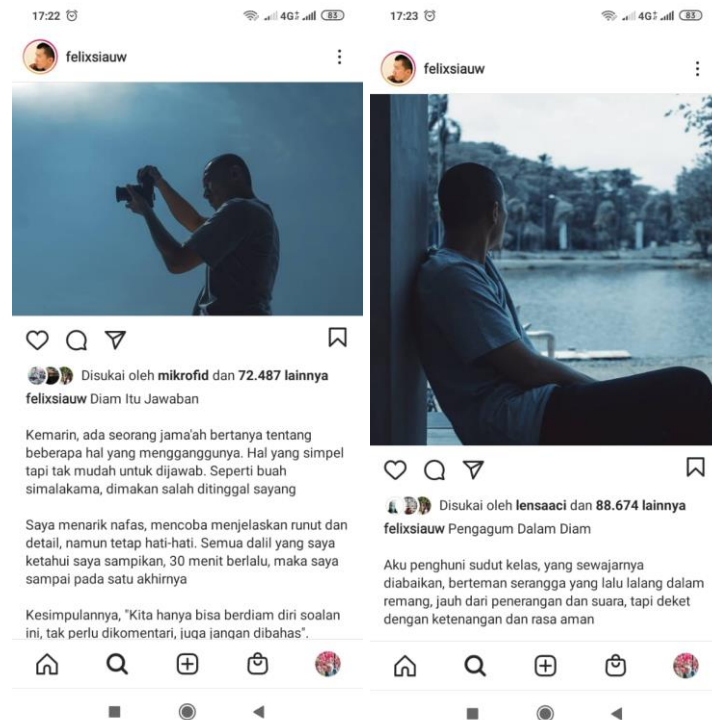 17:22
4G
83
felixsiauw
Disukai oleh mikrofid dan 72.487 lainnya
felixsiauw Diam Itu Jawaban
Kemarin, ada seorang jama'ah bertanya tentang
beberapa hal yang mengganggunya. Hal yang simpel
tapi tak mudah untuk dijawab. Seperti buah
simalakama, dimakan salah ditinggal sayang
Saya menarik nafas, mencoba menjelaskan runut dan
detail, namun tetap hati-hati. Semua dalil yang saya
ketahui saya sampikan, 30 menit berlalu, maka saya
sampai pada satu akhirnya
Kesimpulannya, "Kita hanya bisa berdiam diri soalan
ini, tak perlu dikomentari, juga jangan dibahas".
17:23
4G
83
felixsiauw
Disukai oleh lensaaci dan 88.674 lainnya
felixsiauw Pengagum Dalam Diam
Aku penghuni sudut kelas, yang sewajarnya
diabaikan, berteman serangga yang lalu lalang dalam
remang, jauh dari penerangan dan suara, tapi deket
dengan ketenangan dan rasa aman